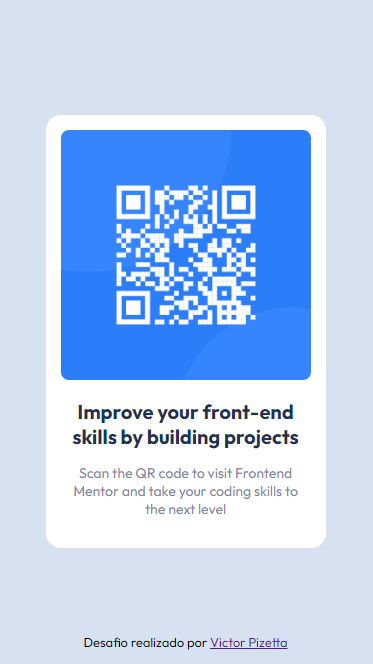 Improve your front-end
skills by building projects
Scan the QR code to visit Frontend
Mentor and take your coding skills to
the next level
Desafio realizado por Victor Pizetta